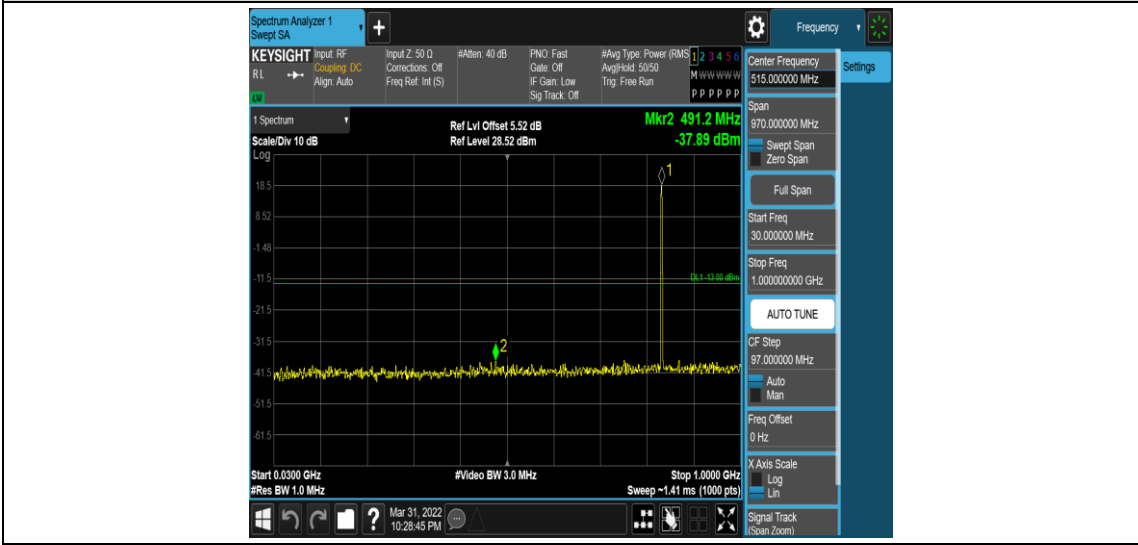 Spectrum Analyzer 1
Swept SA
+
Frequency
KEYSIGHT
RL
LXI
Input: RF
Coupling: DC
Align: Auto
Input Z: 50 Ω
Corrections: Off
Freq Ref: Int (S)
#Atten: 40 dB
PNO: Fast
Gate: Off
IF Gain: Low
Sig Track: Off
#Avg Type: Power (RMS
Avg|Hold: 50/50
Trig: Free Run
1 2 3 4 5 6
M W W W W W
P P P P P P
1 Spectrum
Scale/Div 10 dB
Log
Ref Lvl Offset 5.52 dB
Ref Level 28.52 dBm
Mkr2 491.2 MHz
-37.89 dBm
1
18.5
8.52
-1.48
-11.5
DL1 -13.00 dBm
-21.5
-31.5
2
-41.5
-51.5
-61.5
Start 0.0300 GHz
#Video BW 3.0 MHz
Stop 1.0000 GHz
#Res BW 1.0 MHz
Sweep ~1.41 ms (1000 pts)
?
Mar 31, 2022
10:28:45 PM
Center Frequency
515.000000 MHz
Settings
Span
970.000000 MHz
Swept Span
Zero Span
Full Span
Start Freq
30.000000 MHz
Stop Freq
1.000000000 GHz
AUTO TUNE
CF Step
97.000000 MHz
Auto
Man
Freq Offset
0 Hz
X Axis Scale
Log
Lin
Signal Track
(Span Zoom)